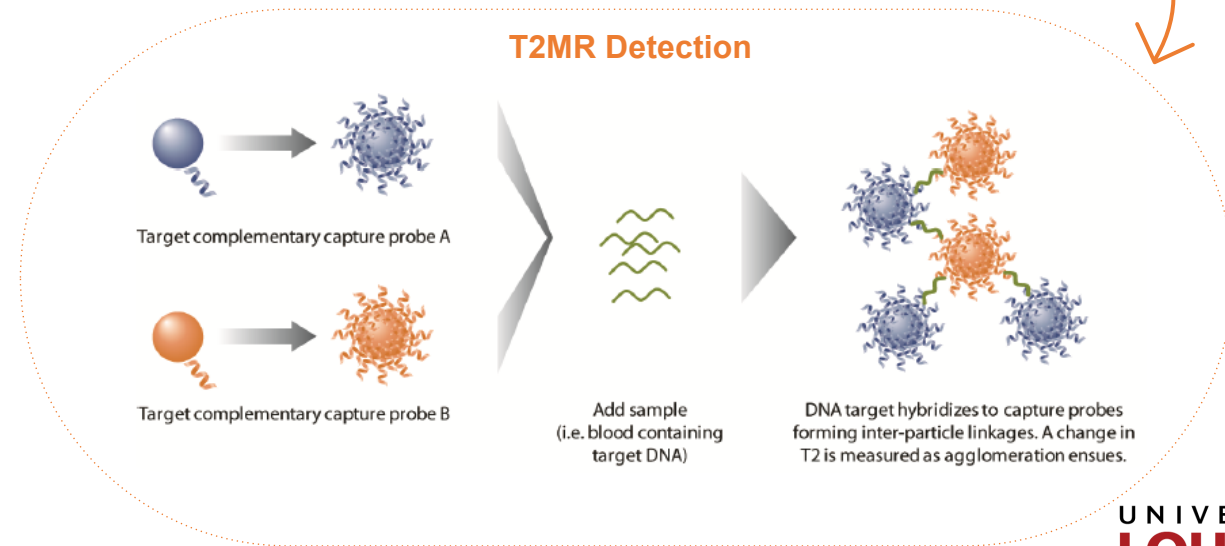 T2MR Detection
Target complementary capture probe A
Target complementary capture probe B
Add sample
(i.e. blood containing
target DNA)
DNA target hybridizes to capture probes
forming inter-particle linkages. A change in
T2 is measured as agglomeration ensues.